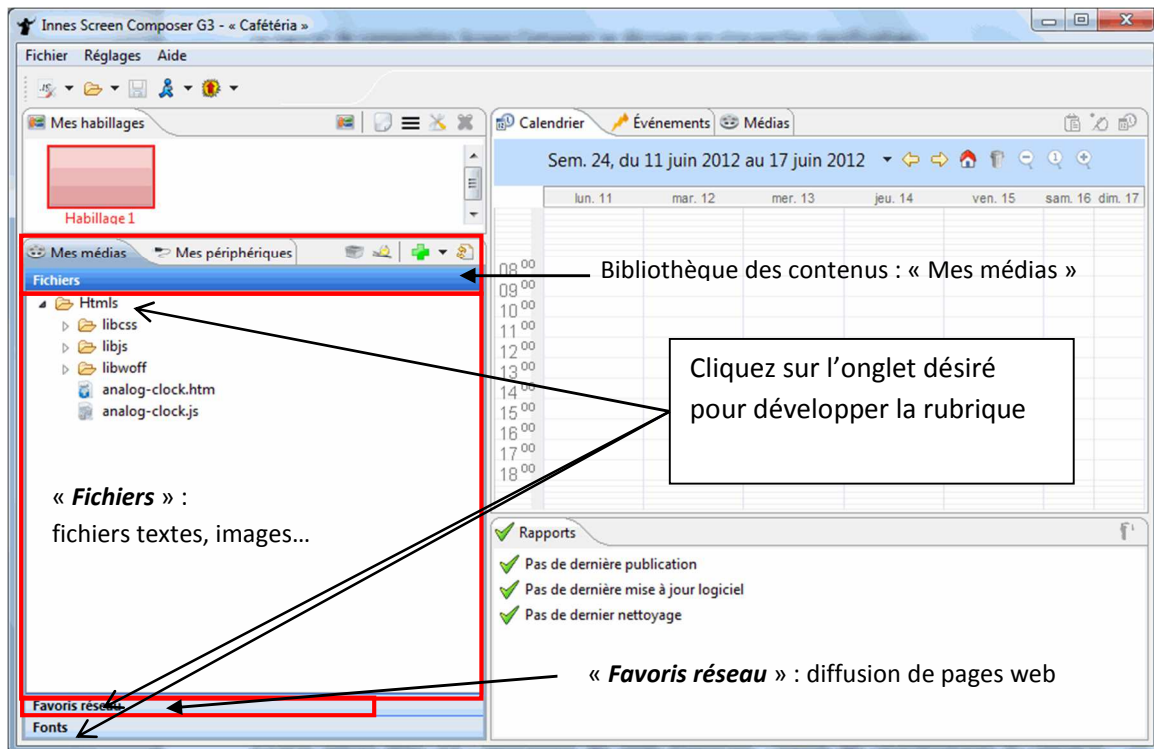 Innes Screen Composer G3 - « Cafétéria »
Fichier Réglages Aide
Mes habillages
Habillage 1
Mes médias Mes périphériques
Fichiers
Htmls
libcss
libjs
libwoff
analog-clock.htm
analog-clock.js
« Fichiers » :
fichiers textes, images…
Favoris réseau
Fonts
Calendrier Événements Médias
Sem. 24, du 11 juin 2012 au 17 juin 2012
lun. 11 mar. 12 mer. 13 jeu. 14 ven. 15 sam. 16 dim. 17
08 00
09 00
10 00
11 00
12 00
13 00
14 00
15 00
16 00
17 00
18 00
Bibliothèque des contenus : « Mes médias »
Cliquez sur l’onglet désiré
pour développer la rubrique
Rapports
Pas de dernière publication
Pas de dernière mise à jour logiciel
Pas de dernier nettoyage
« Favoris réseau » : diffusion de pages web